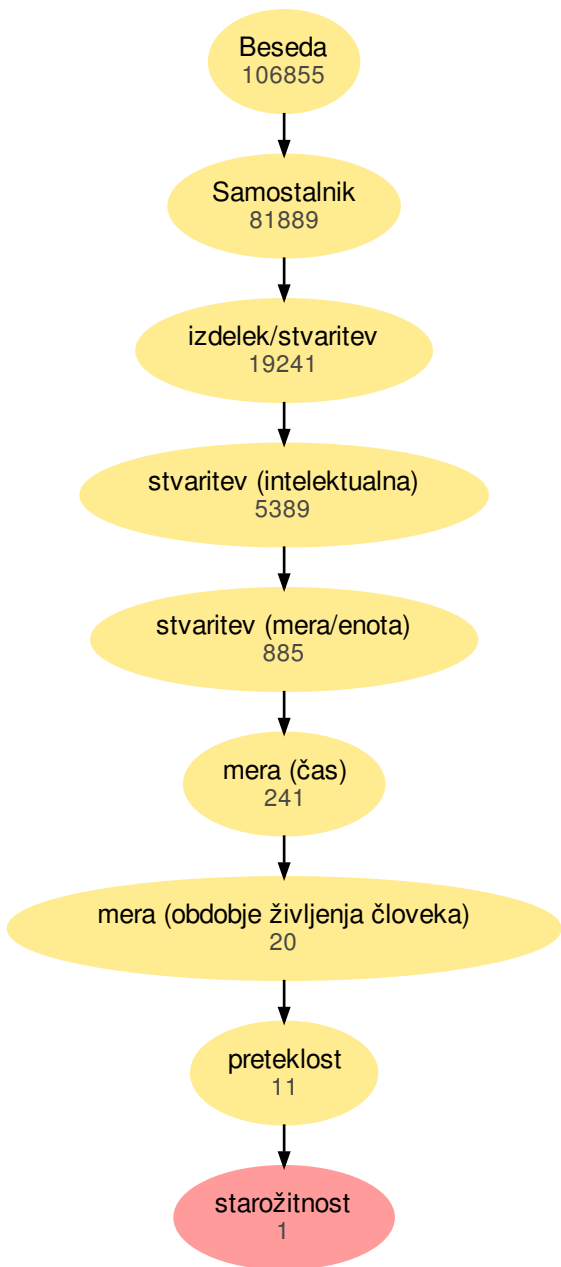 Beseda
106855
Samostalnik
81889
izdelek/stvaritev
19241
stvaritev (intelektualna)
5389
stvaritev (mera/enota)
885
mera (čas)
241
mera (obdobje življenja človeka)
20
preteklost
11
starožitnost
1